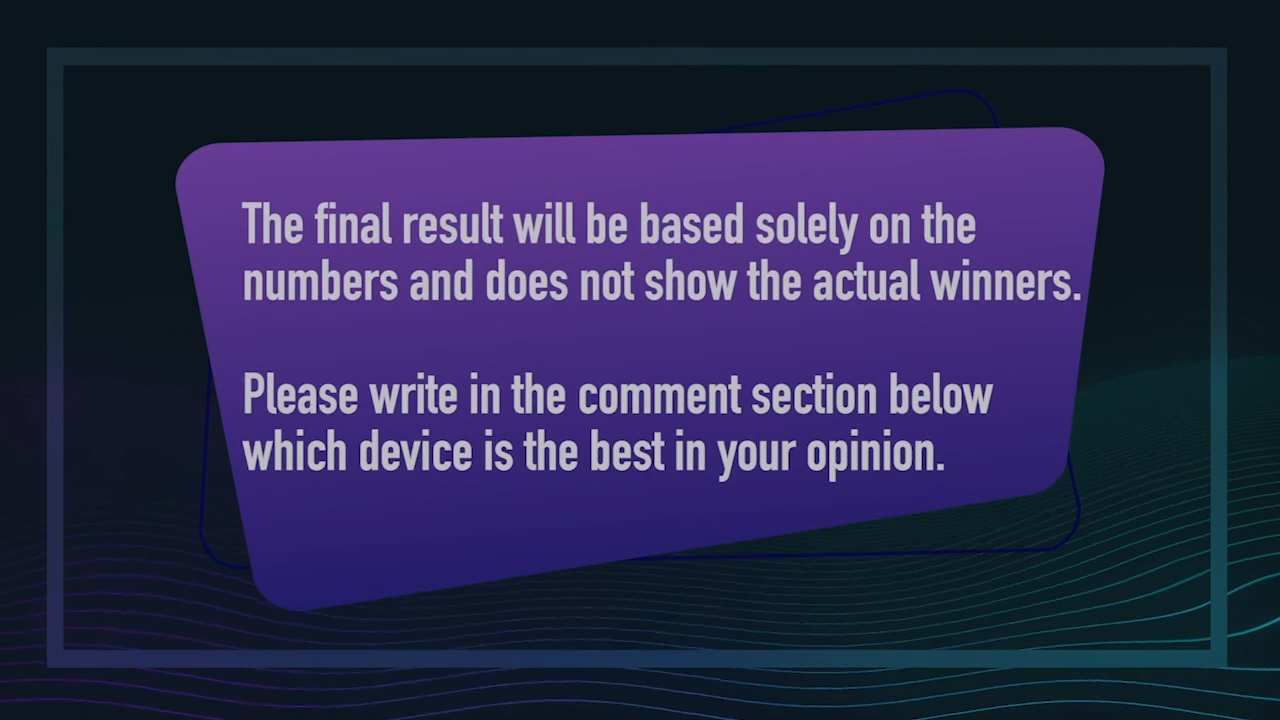 The final result will be based solely on the
numbers and does not show the actual winners.
Please write in the comment section below
which device is the best in your opinion.